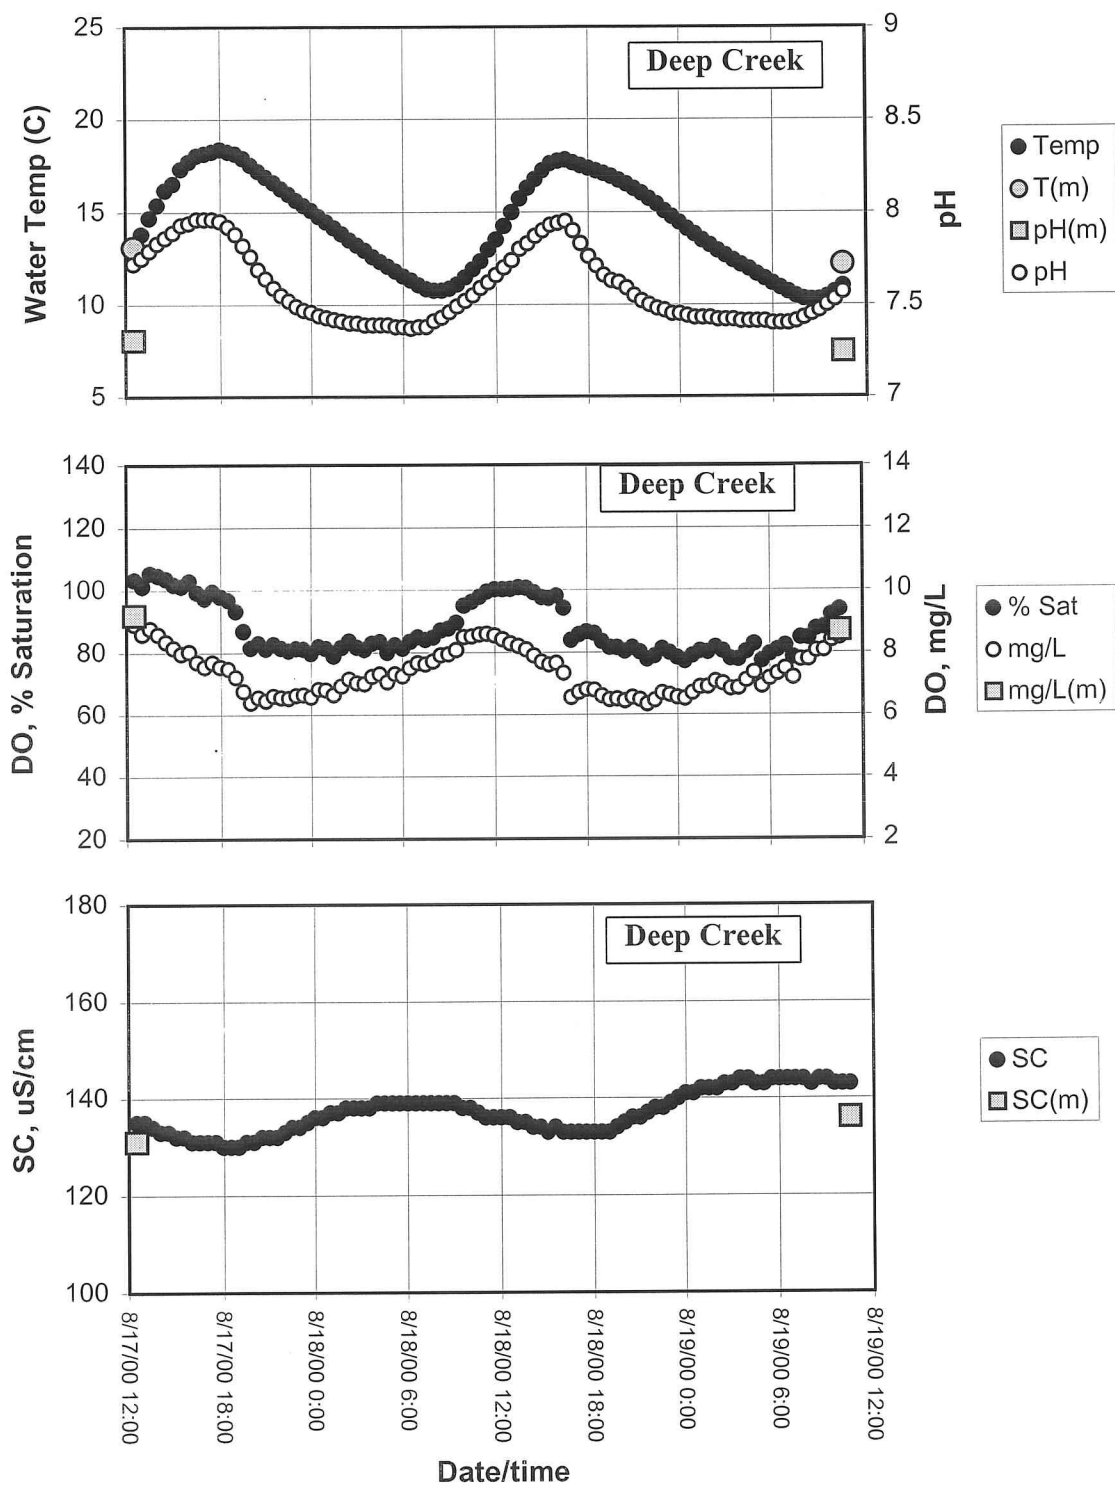 25
20
15
10
5
Water Temp (C)
Deep Creek
9
8.5
8
7.5
7
pH
Temp
T(m)
pH(m)
pH
140
120
100
80
60
40
20
DO, % Saturation
Deep Creek
14
12
10
8
6
4
2
DO, mg/L
% Sat
mg/L
mg/L(m)
180
160
140
120
100
SC, uS/cm
Deep Creek
SC
SC(m)
8/17/00 12:00
8/17/00 18:00
8/18/00 0:00
8/18/00 6:00
8/18/00 12:00
8/18/00 18:00
8/19/00 0:00
8/19/00 6:00
8/19/00 12:00
Date/time